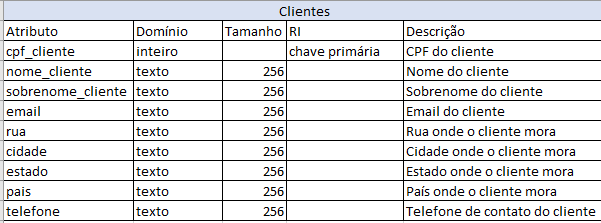 Clientes
Atributo Domínio Tamanho RI Descrição
cpf_cliente inteiro chave primária CPF do cliente
nome_cliente texto 256 Nome do cliente
sobrenome_cliente texto 256 Sobrenome do cliente
email texto 256 Email do cliente
rua texto 256 Rua onde o cliente mora
cidade texto 256 Cidade onde o cliente mora
estado texto 256 Estado onde o cliente mora
pais texto 256 País onde o cliente mora
telefone texto 256 Telefone de contato do cliente